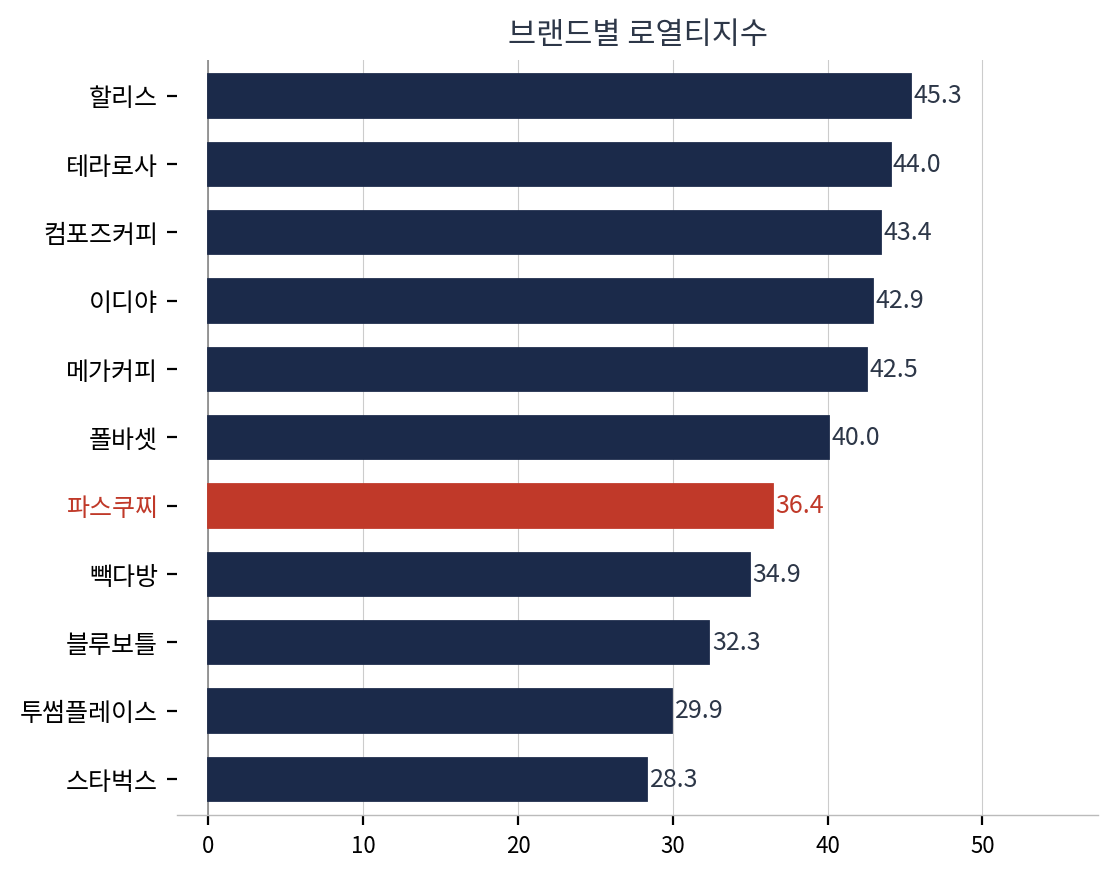 브랜드별 로열티지수
할리스 45.3
테라로사 44.0
컴포즈커피 43.4
이디야 42.9
메가커피 42.5
폴바셋 40.0
파스쿠찌 36.4
빽다방 34.9
블루보틀 32.3
투썸플레이스 29.9
스타벅스 28.3
0 10 20 30 40 50